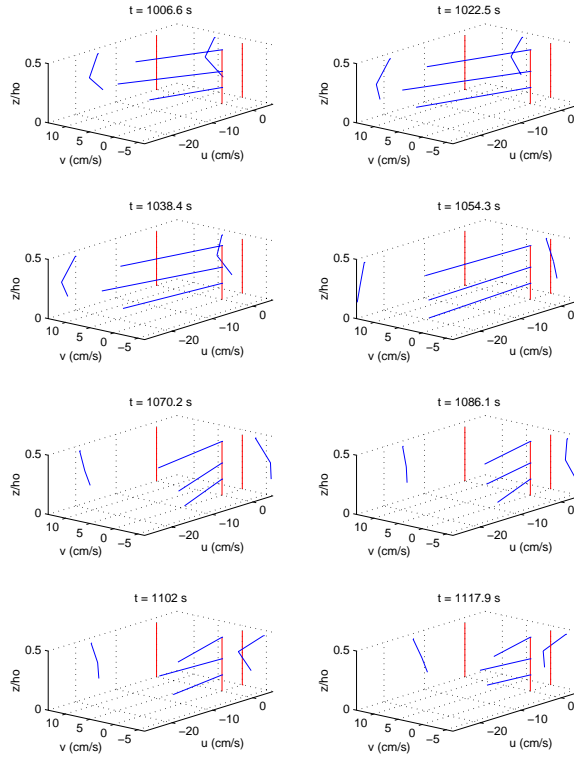 t = 1006.6 s
0.5
0
z/ho
10
5
0
-5
v (cm/s)
-20
-10
0
u (cm/s)
t = 1022.5 s
0.5
0
z/ho
10
5
0
-5
v (cm/s)
-20
-10
0
u (cm/s)
t = 1038.4 s
0.5
0
z/ho
10
5
0
-5
v (cm/s)
-20
-10
0
u (cm/s)
t = 1054.3 s
0.5
0
z/ho
10
5
0
-5
v (cm/s)
-20
-10
0
u (cm/s)
t = 1070.2 s
0.5
0
z/ho
10
5
0
-5
v (cm/s)
-20
-10
0
u (cm/s)
t = 1086.1 s
0.5
0
z/ho
10
5
0
-5
v (cm/s)
-20
-10
0
u (cm/s)
t = 1102 s
0.5
0
z/ho
10
5
0
-5
v (cm/s)
-20
-10
0
u (cm/s)
t = 1117.9 s
0.5
0
z/ho
10
5
0
-5
v (cm/s)
-20
-10
0
u (cm/s)